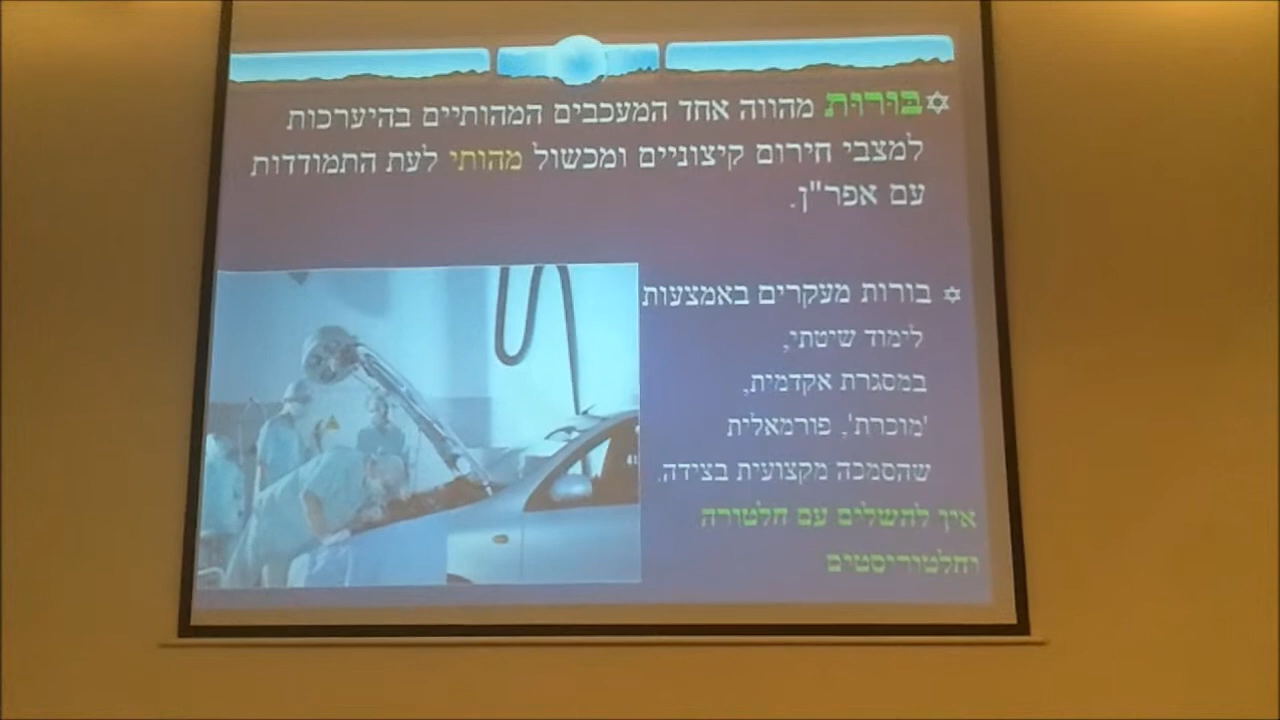 בורות מהווה אחד המעכבים המהותיים בהיערכות
למצבי חירום קיצוניים ומכשול מהותי לעת התמודדות
עם אפר"ן.
בורות מעקרים באמצעות
לימוד שיטתי,
במסגרת אקדמית,
'מוכרת', פורמאלית
שהסמכה מקצועית בצידה.
אין להשלים עם חלטורה
וחלטוריסטים